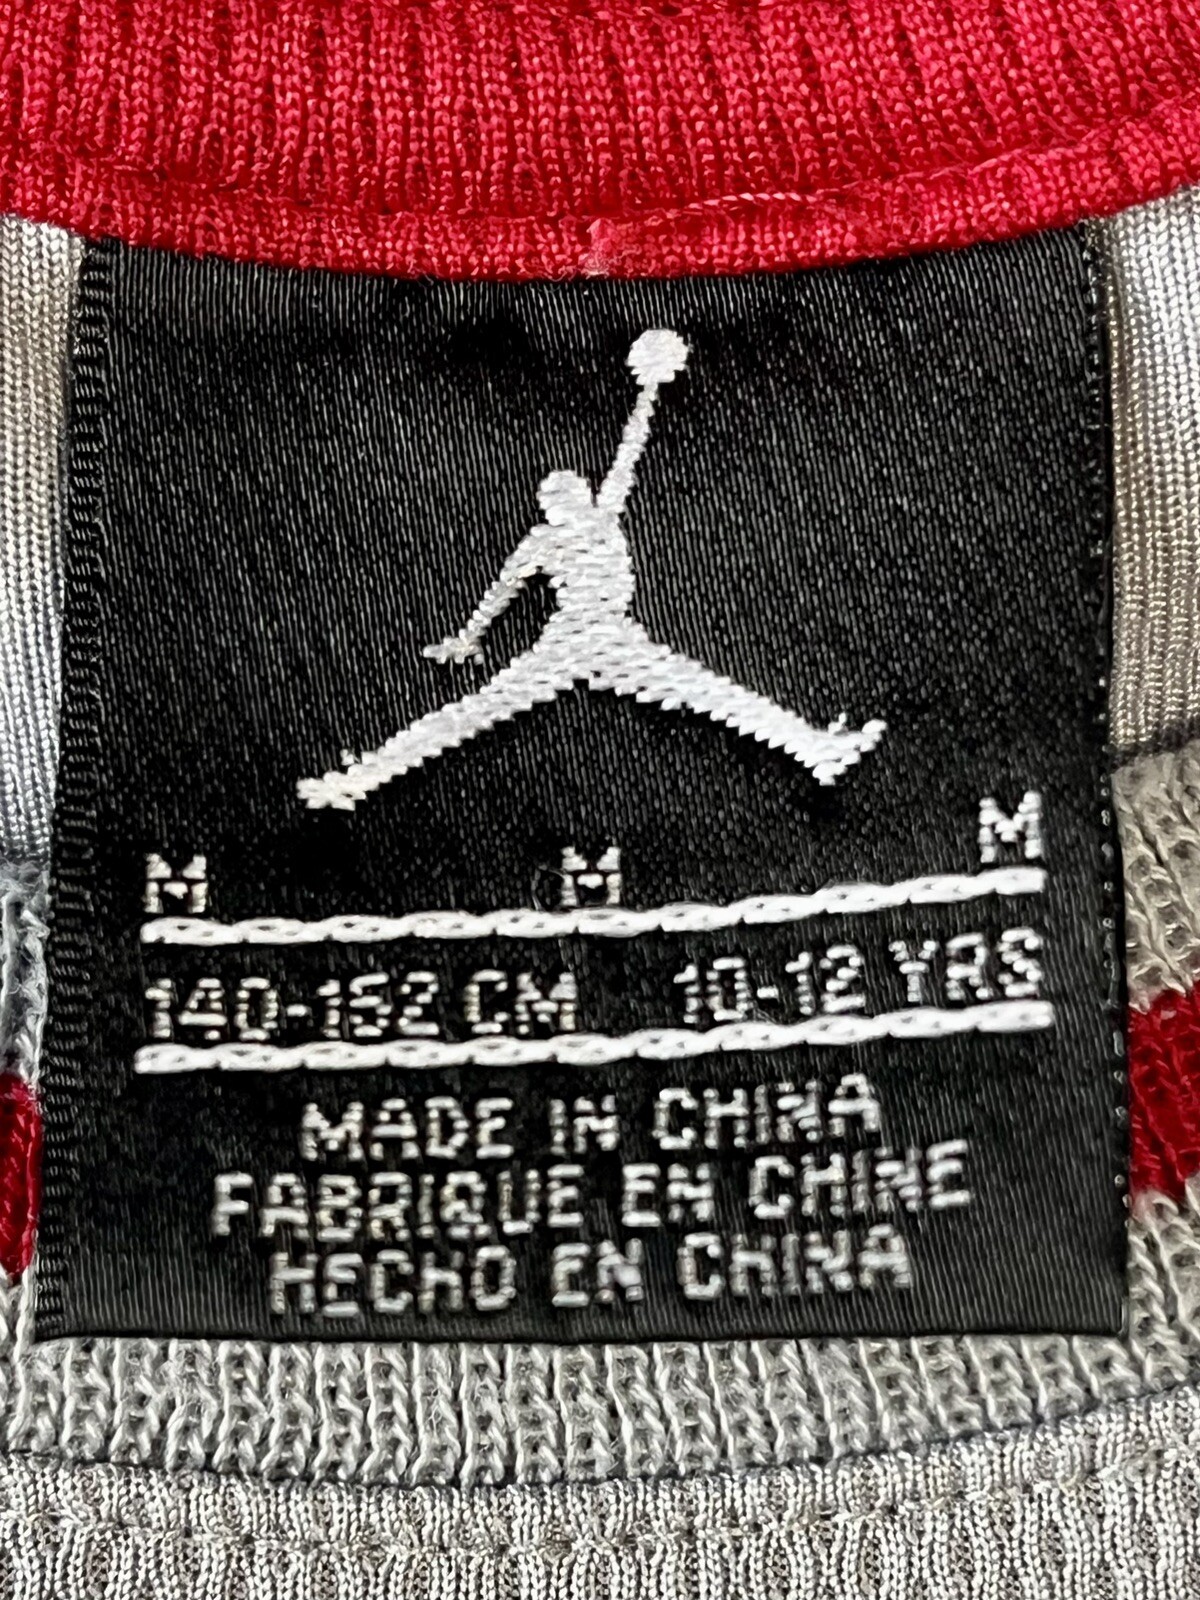 M M M
140-152 CM 10-12 YRS
MADE IN CHINA
FABRIQUE EN CHINE
HECHO EN CHINA